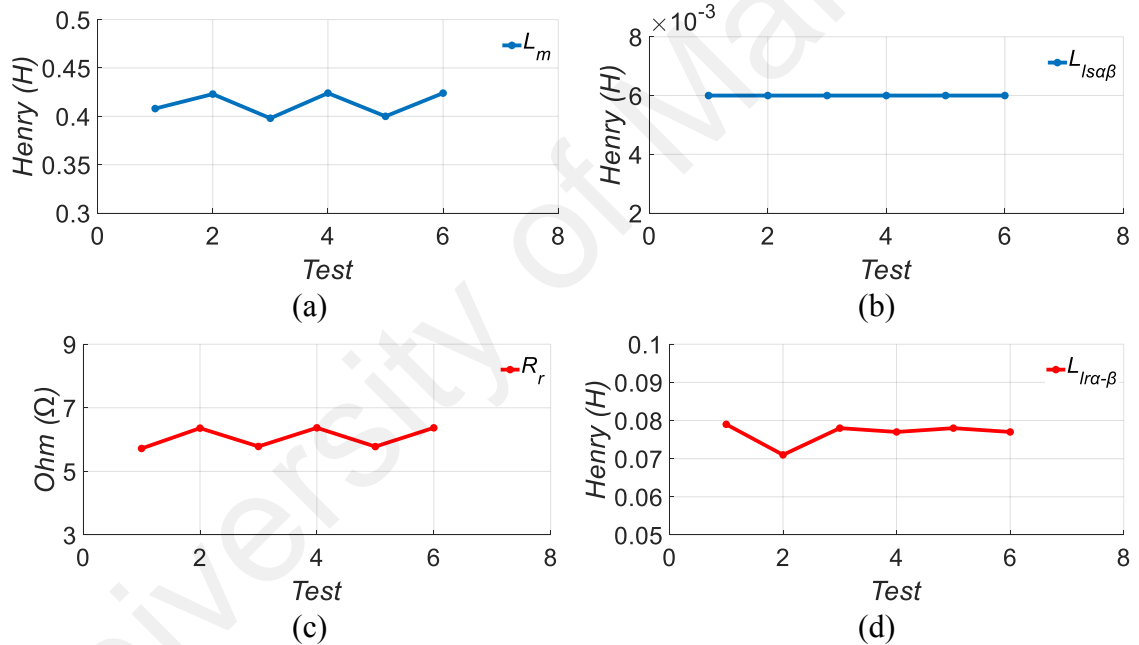 0.5
0.45
0.4
0.35
0.3
Henry (H)
0 2 4 6 8
Test
L_m
(a)
×10^-3
8
6
4
2
Henry (H)
0 2 4 6 8
Test
L_lsαβ
(b)
9
7
5
3
Ohm (Ω)
0 2 4 6 8
Test
R_r
(c)
0.1
0.09
0.08
0.07
0.06
0.05
Henry (H)
0 2 4 6 8
Test
L_lrα-β
(d)
iversity of Ma